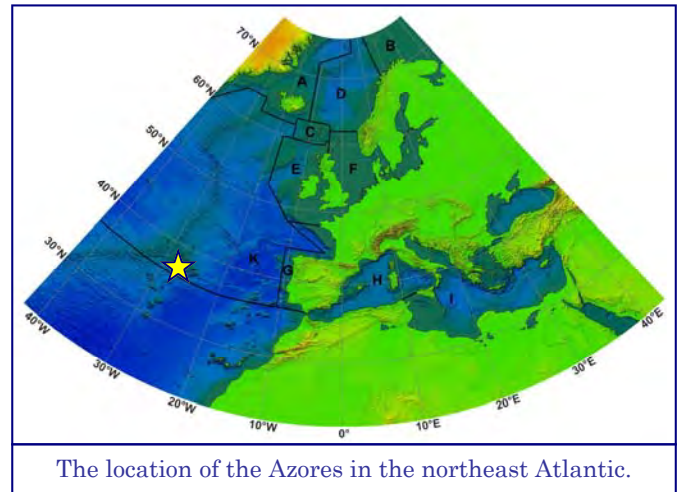 70°N
B
60°N
A
D
50°N
C
E
F
40°N
30°N
K
G
H
I
40°W
30°W
20°W
10°W
0°
10°E
20°E
30°E
40°E
The location of the Azores in the northeast Atlantic.